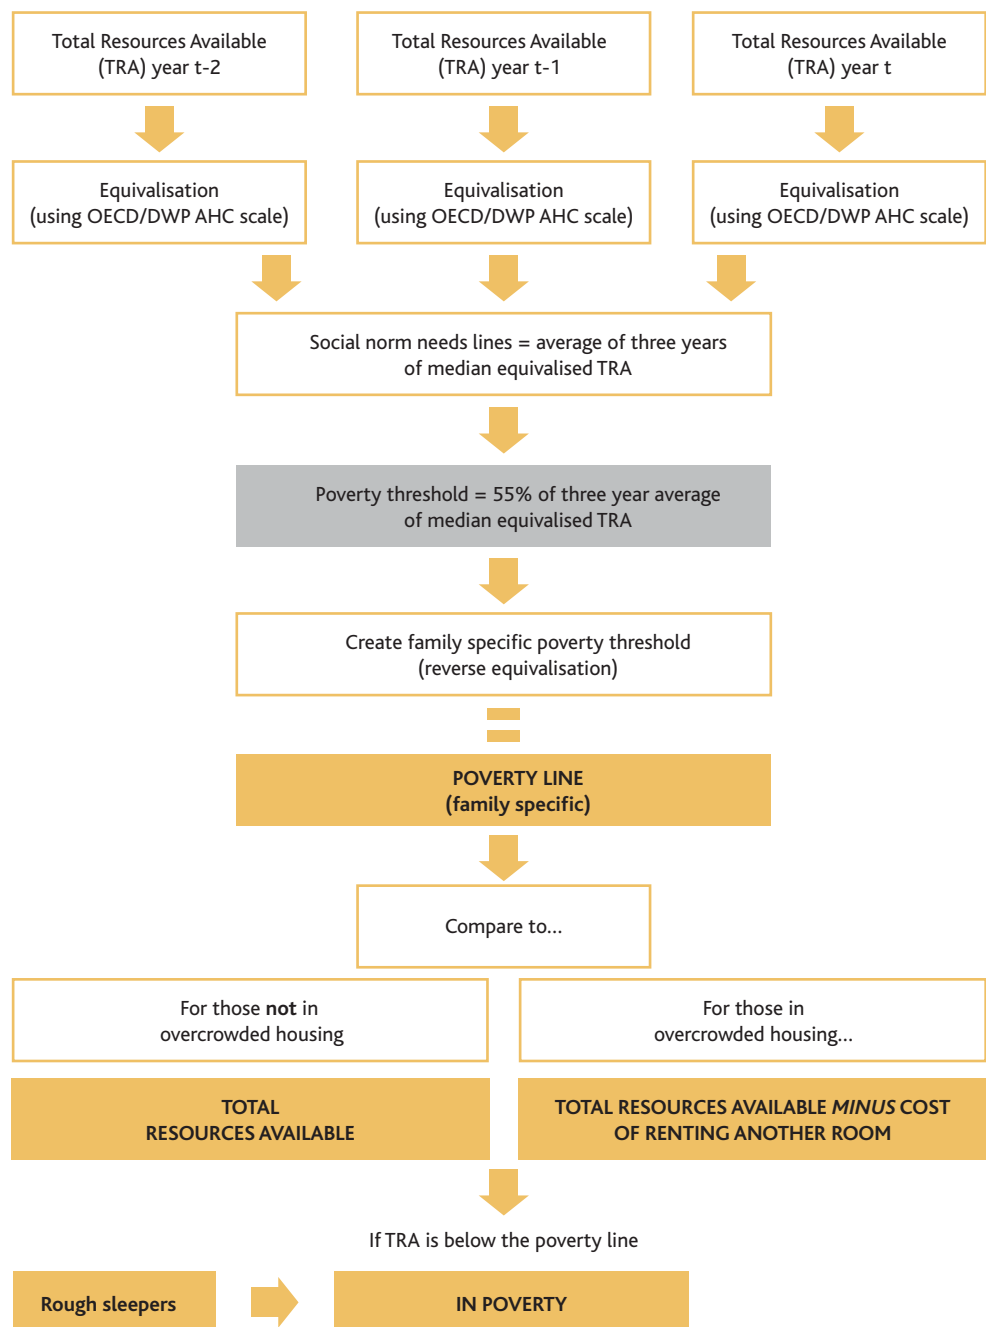 Total Resources Available
(TRA) year t-2
Total Resources Available
(TRA) year t-1
Total Resources Available
(TRA) year t
Equivalisation
(using OECD/DWP AHC scale)
Equivalisation
(using OECD/DWP AHC scale)
Equivalisation
(using OECD/DWP AHC scale)
Social norm needs lines = average of three years
of median equivalised TRA
Poverty threshold = 55% of three year average
of median equivalised TRA
Create family specific poverty threshold
(reverse equivalisation)
POVERTY LINE
(family specific)
Compare to...
For those not in
overcrowded housing
For those in
overcrowded housing...
TOTAL
RESOURCES AVAILABLE
TOTAL RESOURCES AVAILABLE MINUS COST
OF RENTING ANOTHER ROOM
If TRA is below the poverty line
Rough sleepers
IN POVERTY